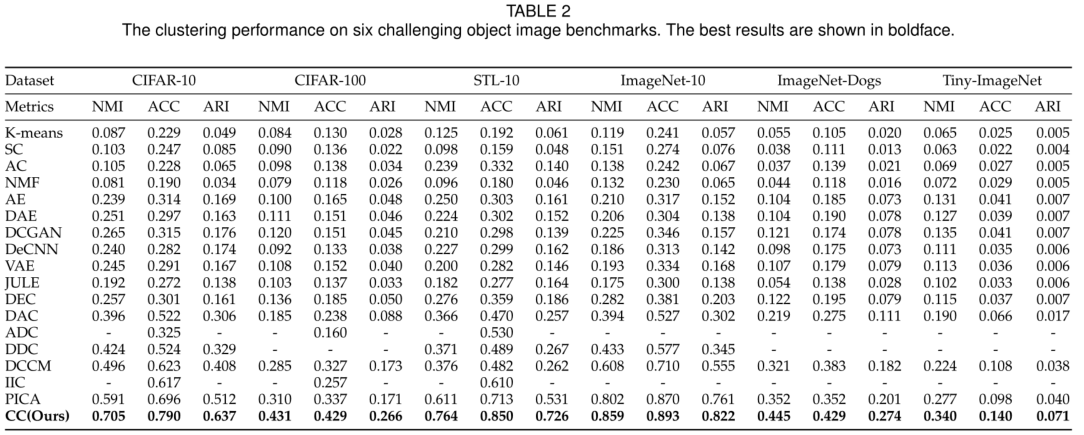 TABLE 2
The clustering performance on six challenging object image benchmarks. The best results are shown in boldface.
Dataset CIFAR-10 CIFAR-100 STL-10 ImageNet-10 ImageNet-Dogs Tiny-ImageNet
Metrics NMI ACC ARI NMI ACC ARI NMI ACC ARI NMI ACC ARI NMI ACC ARI NMI ACC ARI
K-means 0.087 0.229 0.049 0.084 0.130 0.028 0.125 0.192 0.061 0.119 0.241 0.057 0.055 0.105 0.020 0.065 0.025 0.005
SC 0.103 0.247 0.085 0.090 0.136 0.022 0.098 0.159 0.048 0.151 0.274 0.076 0.038 0.111 0.013 0.063 0.022 0.004
AC 0.105 0.228 0.065 0.098 0.138 0.034 0.239 0.332 0.140 0.138 0.242 0.067 0.037 0.139 0.021 0.069 0.027 0.005
NMF 0.081 0.190 0.034 0.079 0.118 0.026 0.096 0.180 0.046 0.132 0.230 0.065 0.044 0.118 0.016 0.072 0.029 0.005
AE 0.239 0.314 0.169 0.100 0.165 0.048 0.250 0.303 0.161 0.210 0.317 0.152 0.104 0.185 0.073 0.131 0.041 0.007
DAE 0.251 0.297 0.163 0.111 0.151 0.046 0.224 0.302 0.152 0.206 0.304 0.138 0.104 0.190 0.078 0.127 0.039 0.007
DCGAN 0.265 0.315 0.176 0.120 0.151 0.045 0.210 0.298 0.139 0.225 0.346 0.157 0.121 0.174 0.078 0.135 0.041 0.007
DeCNN 0.240 0.282 0.174 0.092 0.133 0.038 0.227 0.299 0.162 0.186 0.313 0.142 0.098 0.175 0.073 0.111 0.035 0.006
VAE 0.245 0.291 0.167 0.108 0.152 0.040 0.200 0.282 0.146 0.193 0.334 0.168 0.107 0.179 0.079 0.113 0.036 0.006
JULE 0.192 0.272 0.138 0.103 0.137 0.033 0.182 0.277 0.164 0.175 0.300 0.138 0.054 0.138 0.028 0.102 0.033 0.006
DEC 0.257 0.301 0.161 0.136 0.185 0.050 0.276 0.359 0.186 0.282 0.381 0.203 0.122 0.195 0.079 0.115 0.037 0.007
DAC 0.396 0.522 0.306 0.185 0.238 0.088 0.366 0.470 0.257 0.394 0.527 0.302 0.219 0.275 0.111 0.190 0.066 0.017
ADC - 0.325 - - 0.160 - - 0.530 - - - - - - - - - -
DDC 0.424 0.524 0.329 - - - 0.371 0.489 0.267 0.433 0.577 0.345 - - - - - -
DCCM 0.496 0.623 0.408 0.285 0.327 0.173 0.376 0.482 0.262 0.608 0.710 0.555 0.321 0.383 0.182 0.224 0.108 0.038
IIC - 0.617 - - 0.257 - - 0.610 - - - - - - - - - -
PICA 0.591 0.696 0.512 0.310 0.337 0.171 0.611 0.713 0.531 0.802 0.870 0.761 0.352 0.352 0.201 0.277 0.098 0.040
CC(Ours) 0.705 0.790 0.637 0.431 0.429 0.266 0.764 0.850 0.726 0.859 0.893 0.822 0.445 0.429 0.274 0.340 0.140 0.071